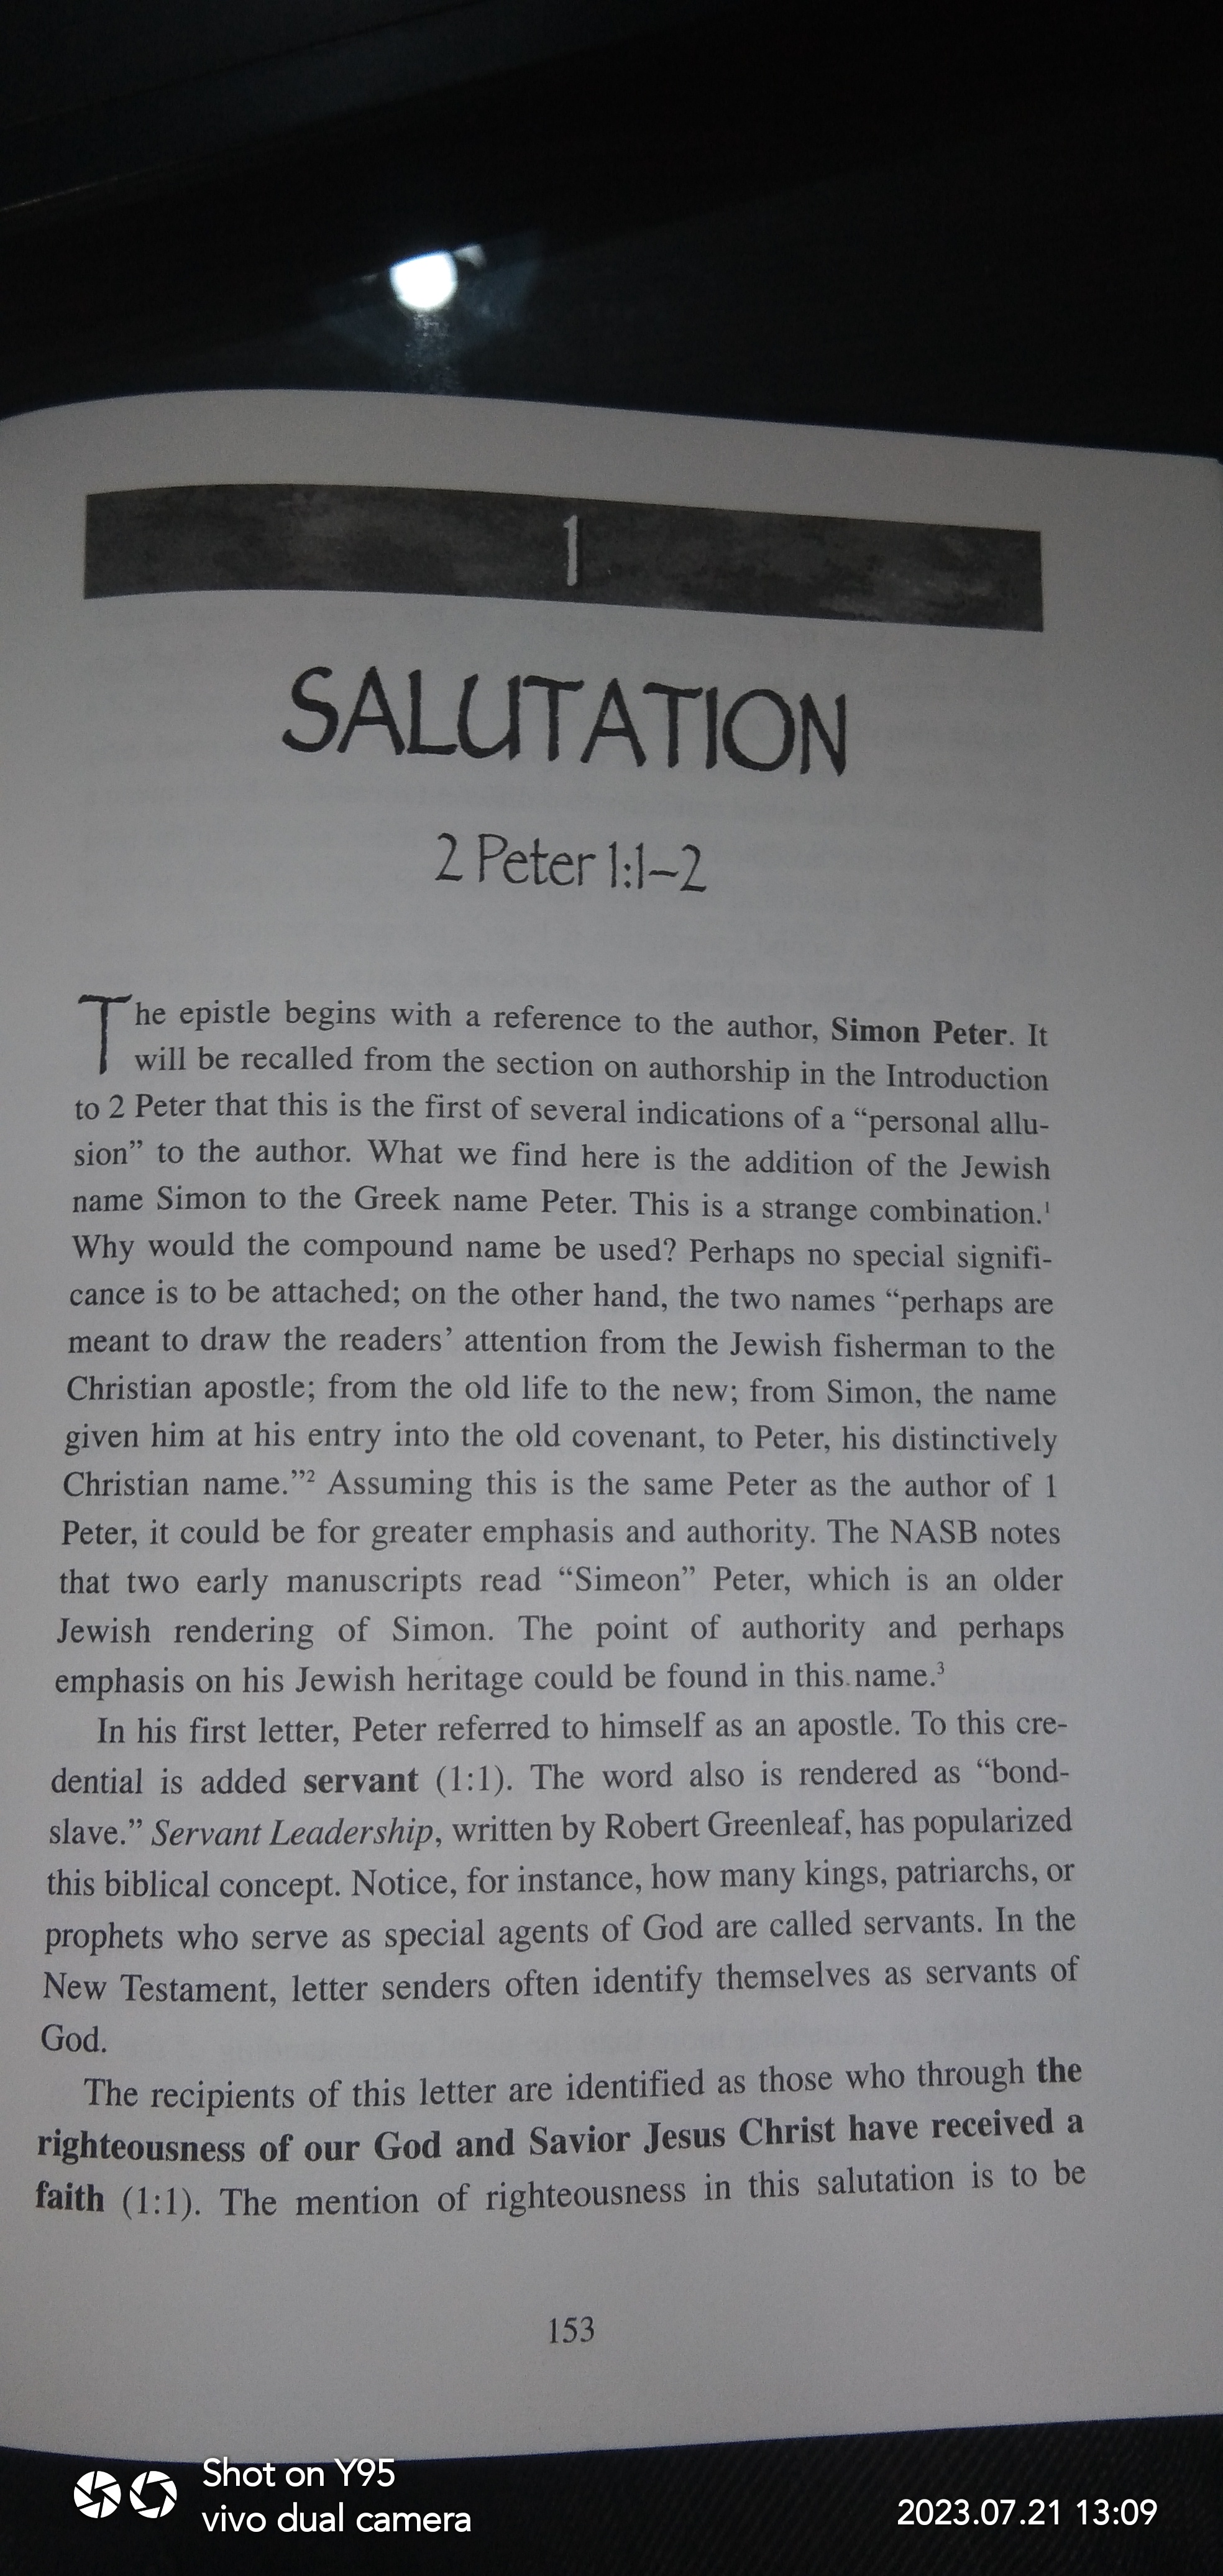 1
SALUTATION
2 Peter 1:1–2
The epistle begins with a reference to the author, Simon Peter. It
will be recalled from the section on authorship in the Introduction
to 2 Peter that this is the first of several indications of a “personal allu-
sion” to the author. What we find here is the addition of the Jewish
name Simon to the Greek name Peter. This is a strange combination.¹
Why would the compound name be used? Perhaps no special signifi-
cance is to be attached; on the other hand, the two names “perhaps are
meant to draw the readers’ attention from the Jewish fisherman to the
Christian apostle; from the old life to the new; from Simon, the name
given him at his entry into the old covenant, to Peter, his distinctively
Christian name.”² Assuming this is the same Peter as the author of 1
Peter, it could be for greater emphasis and authority. The NASB notes
that two early manuscripts read “Simeon” Peter, which is an older
Jewish rendering of Simon. The point of authority and perhaps
emphasis on his Jewish heritage could be found in this name.³
In his first letter, Peter referred to himself as an apostle. To this cre-
dential is added servant (1:1). The word also is rendered as “bond-
slave.” Servant Leadership, written by Robert Greenleaf, has popularized
this biblical concept. Notice, for instance, how many kings, patriarchs, or
prophets who serve as special agents of God are called servants. In the
New Testament, letter senders often identify themselves as servants of
God.
The recipients of this letter are identified as those who through the
righteousness of our God and Savior Jesus Christ have received a
faith (1:1). The mention of righteousness in this salutation is to be
153
Shot on Y95
vivo dual camera
2023.07.21 13:09